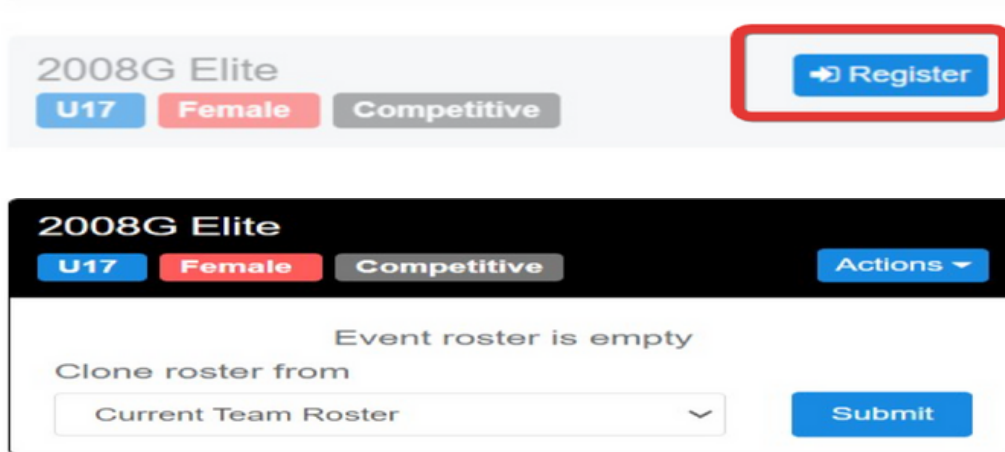 2008G Elite
Register
U17 Female Competitive
2008G Elite
U17 Female Competitive
Actions
Event roster is empty
Clone roster from
Current Team Roster
Submit